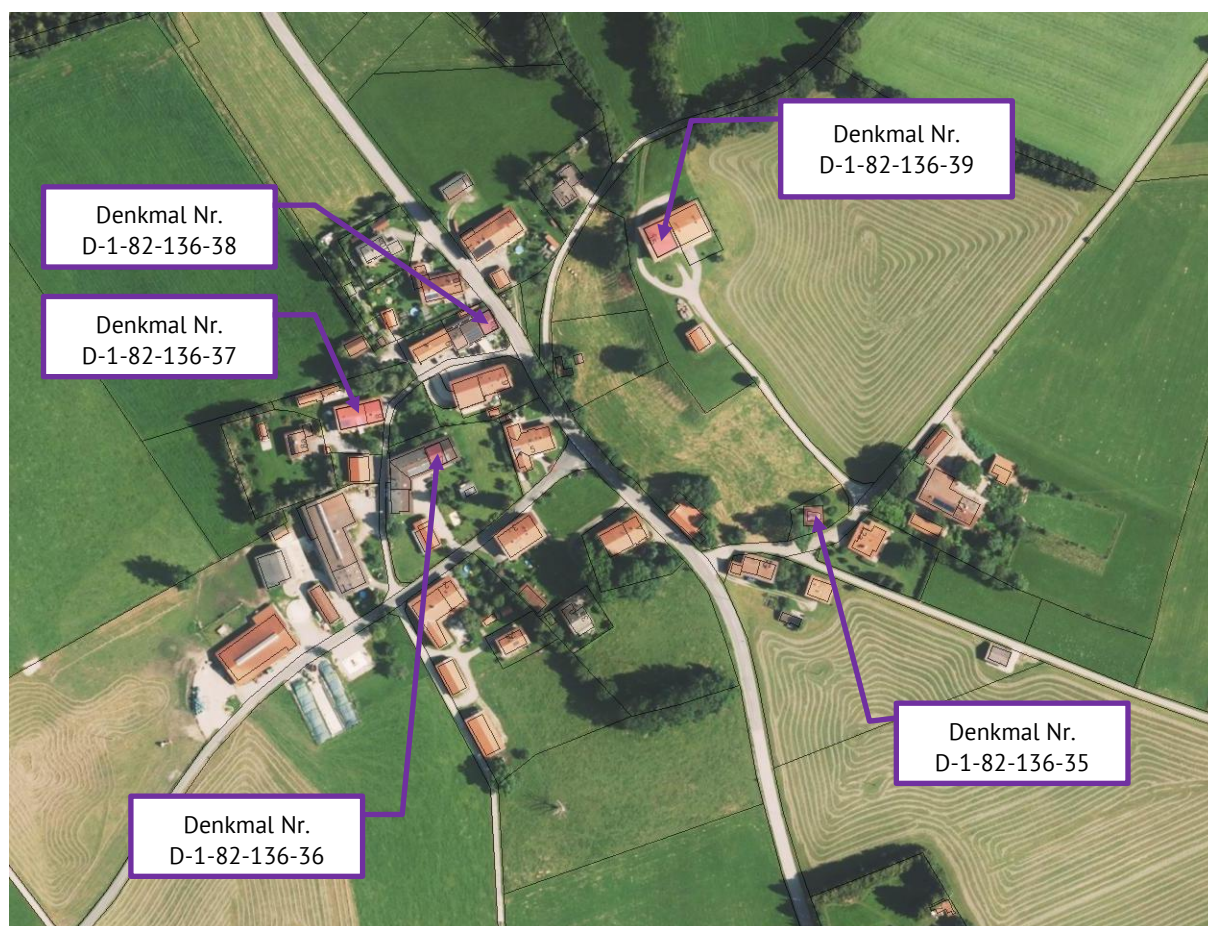 Denkmal Nr.
D-1-82-136-39
Denkmal Nr.
D-1-82-136-38
Denkmal Nr.
D-1-82-136-37
Denkmal Nr.
D-1-82-136-35
Denkmal Nr.
D-1-82-136-36